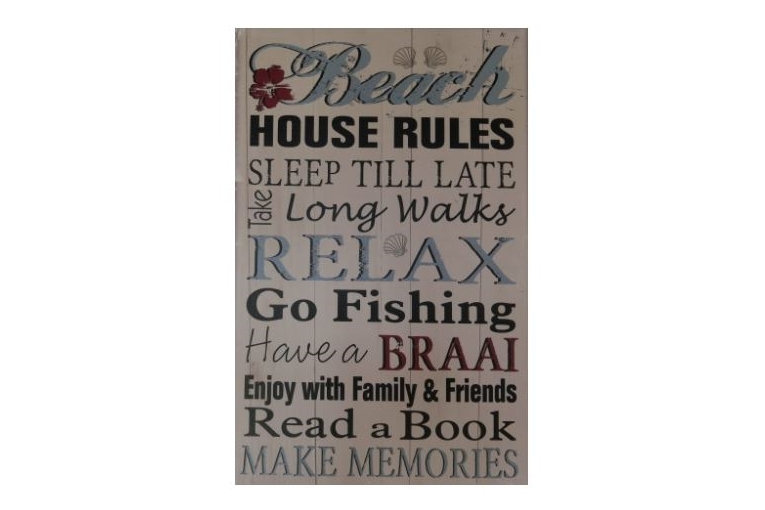 Beach
HOUSE RULES
SLEEP TILL LATE
Take Long Walks
RELAX
Go Fishing
Have a BRAAI
Enjoy with Family & Friends
Read a Book
MAKE MEMORIES